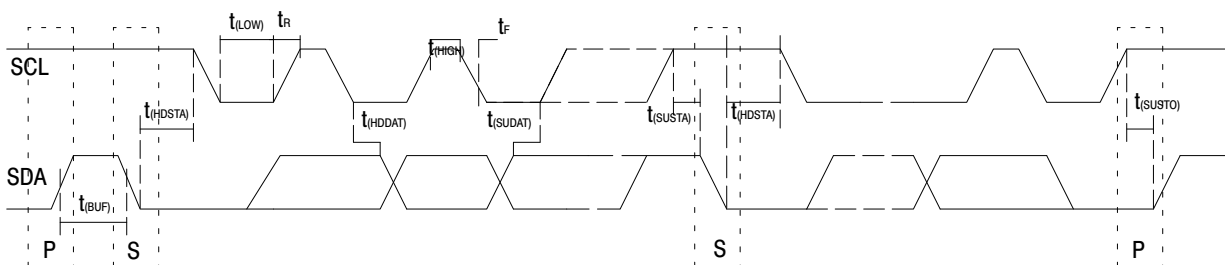 t(LOW) tR t(HIGH) tF
SCL
t(HDSTA) t(HDDAT) t(SUDAT) t(SUSTA) t(HDSTA) t(SUSTO)
SDA
t(BUF)
P S S P